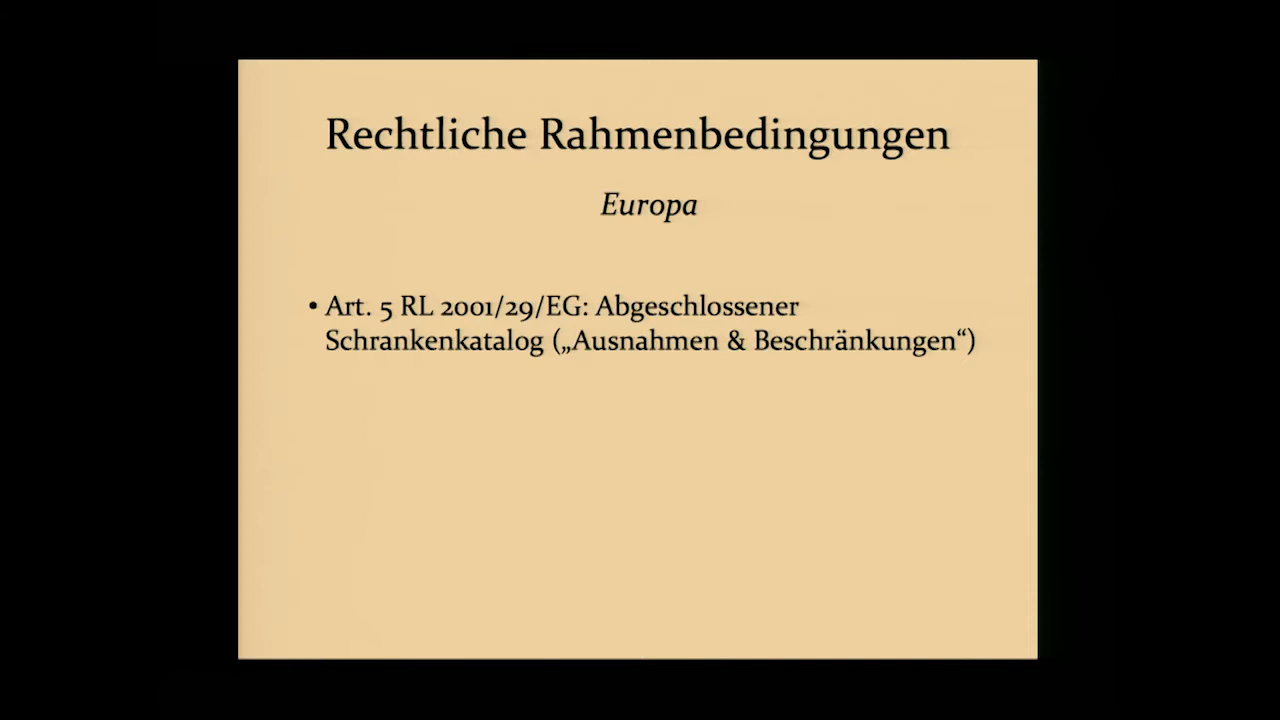 Rechtliche Rahmenbedingungen
Europa
• Art. 5 RL 2001/29/EG: Abgeschlossener
Schrankenkatalog („Ausnahmen & Beschränkungen“)